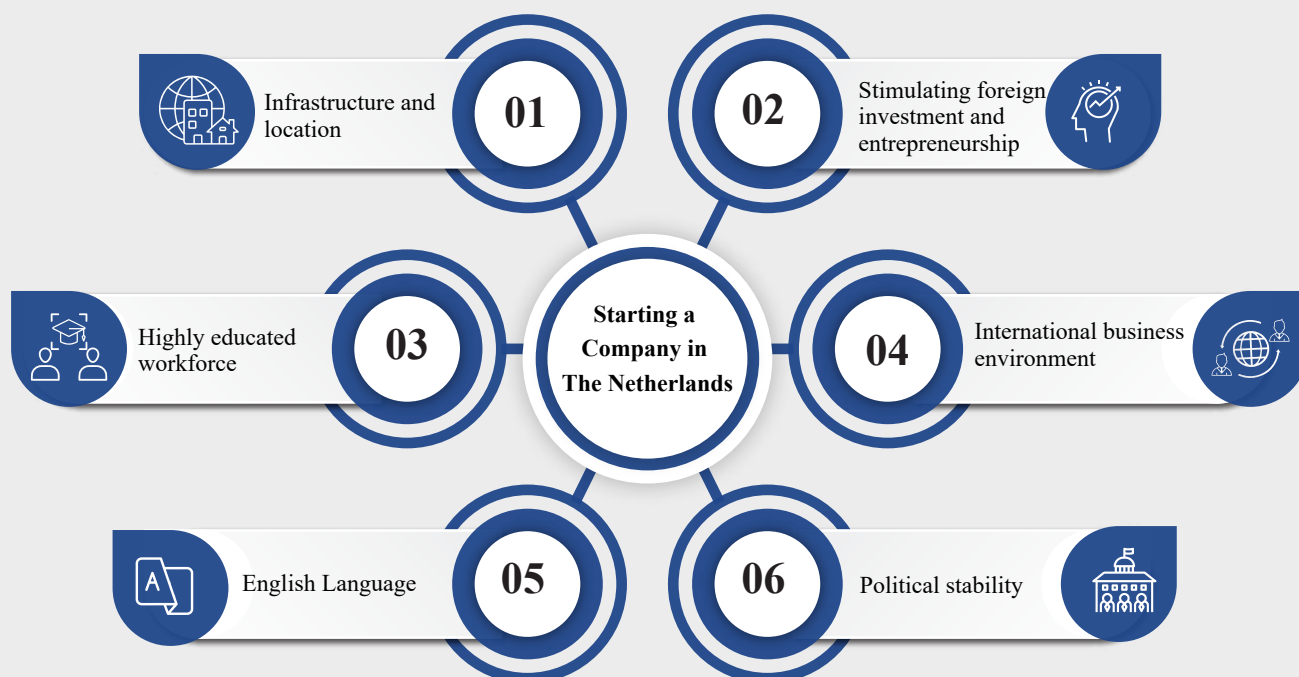 Infrastructure and
location
01
02
Stimulating foreign
investment and
entrepreneurship
Highly educated
workforce
03
Starting a
Company in
The Netherlands
04
International business
environment
A
English Language
05
06
Political stability